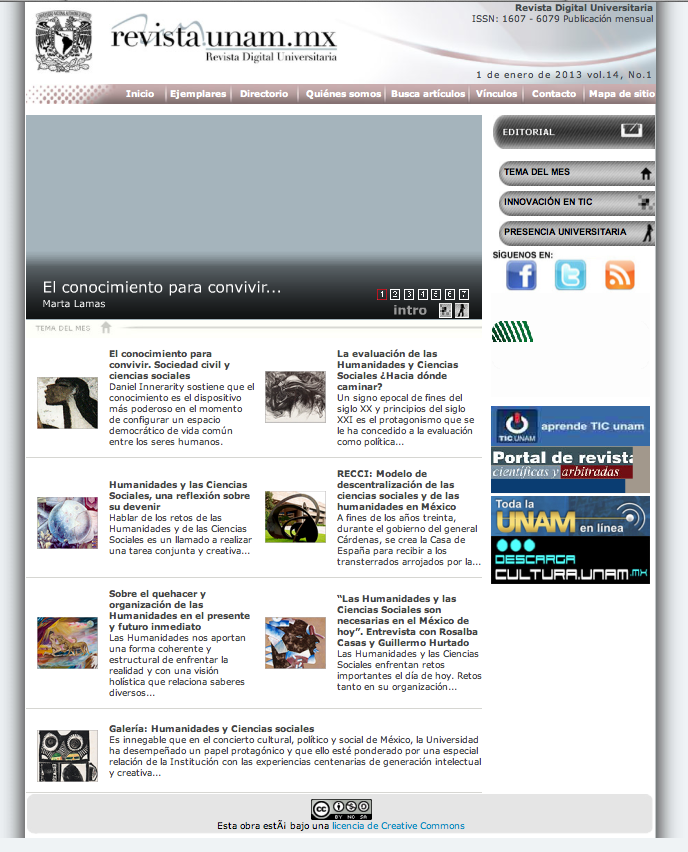 revista.unam.mx
Revista Digital Universitaria
Revista Digital Universitaria
ISSN: 1607 - 6079 Publicación mensual
1 de enero de 2013 vol.14, No.1
Inicio Ejemplares Directorio Quiénes somos Busca artículos Vínculos Contacto Mapa de sitio
El conocimiento para convivir...
Marta Lamas
1 2 3 4 5 6 7
intro
TEMA DEL MES
El conocimiento para
convivir. Sociedad civil y
ciencias sociales
Daniel Innerarity sostiene que el
conocimiento es el dispositivo
más poderoso en el momento
de configurar un espacio
democrático de vida común
entre los seres humanos.
La evaluación de las
Humanidades y Ciencias
Sociales ¿Hacia dónde
caminar?
Un signo epocal de fines del
siglo XX y principios del siglo
XXI es el protagonismo que se
le ha concedido a la evaluación
como política...
Humanidades y las Ciencias
Sociales, una reflexión sobre
su devenir
Hablar de los retos de las
Humanidades y de las Ciencias
Sociales es un llamado a realizar
una tarea conjunta y creativa...
RECCI: Modelo de
descentralización de las
ciencias sociales y de las
humanidades en México
A fines de los años treinta,
durante el gobierno del general
Cárdenas, se crea la Casa de
España para recibir a los
transterrados arrojados por la...
Sobre el quehacer y
organización de las
Humanidades en el presente
y futuro inmediato
Las Humanidades nos aportan
una forma coherente y
estructural de enfrentar la
realidad y con una visión
holística que relaciona saberes
diversos...
“Las Humanidades y las
Ciencias Sociales son
necesarias en el México de
hoy”. Entrevista con Rosalba
Casas y Guillermo Hurtado
Las Humanidades y las Ciencias
Sociales enfrentan retos
importantes el día de hoy. Retos
tanto en su organización...
Galería: Humanidades y Ciencias sociales
Es innegable que en el concierto cultural, político y social de México, la Universidad
ha desempeñado un papel protagónico y que ello esté ponderado por una especial
relación de la Institución con las experiencias centenarias de generación intelectual
y creativa...
EDITORIAL
TEMA DEL MES
INNOVACIÓN EN TIC
PRESENCIA UNIVERSITARIA
SÍGUENOS EN:
TIC UNAM
aprende TIC unam
Portal de revista
científicas y arbitradas
Toda la
UNAM en línea
DESCARGA
CULTURA.UNAM.MX
CC BY NC SA
Esta obra estÃ¡ bajo una licencia de Creative Commons